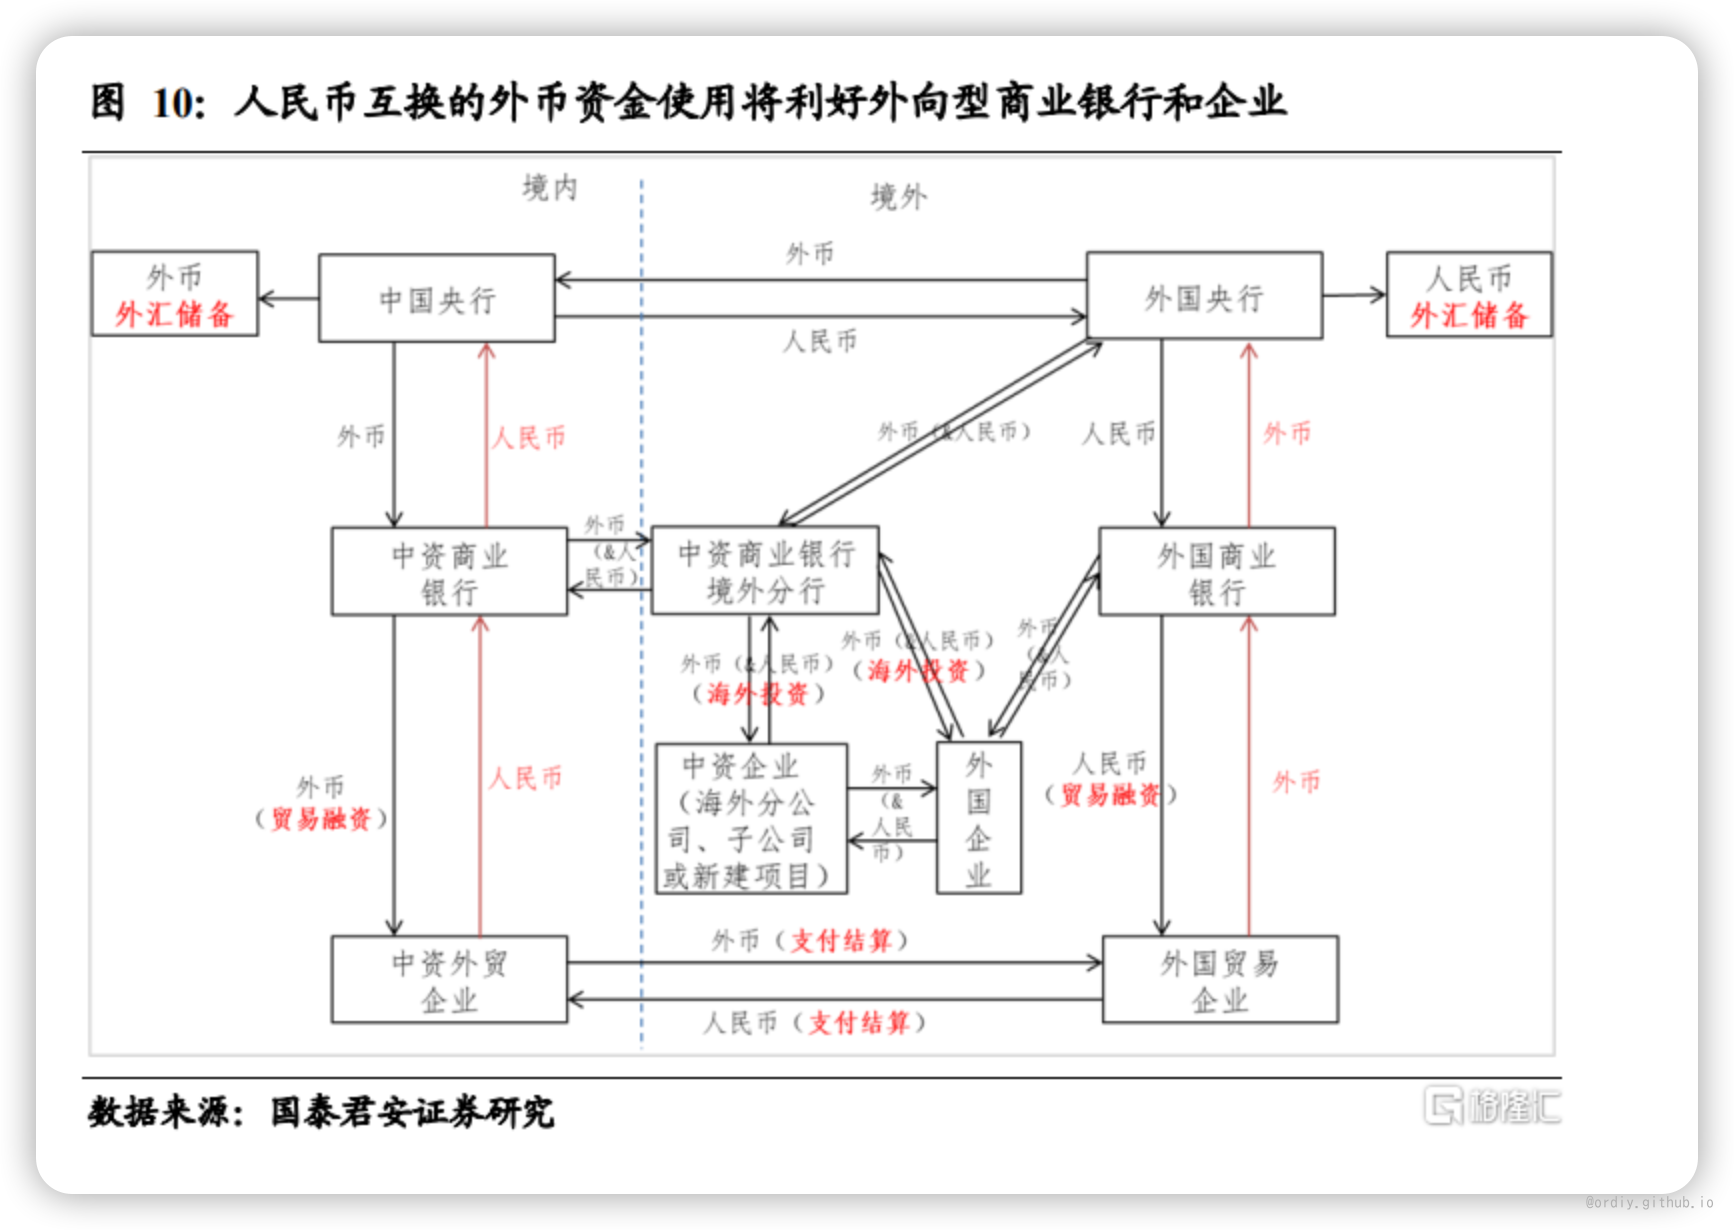 图 10：人民币互换的外币资金使用将利好外向型商业银行和企业
境内
境外
外币
外汇储备
中国央行
外币
人民币
外国央行
人民币
外汇储备
外币
人民币
外币（&人民币）
人民币
外币
中资商业
银行
外币
（&人
民币）
中资商业银行
境外分行
外国商业
银行
外币（&人民币）
（海外投资）
外币（&人民币）
（海外投资）
外币
（&人
民币）
外币
（贸易融资）
人民币
中资企业
（海外分公
司、子公司
或新建项目）
外币
（&
人民
币）
外
国
企
业
人民币
（贸易融资）
外币
中资外贸
企业
外币（支付结算）
人民币（支付结算）
外国贸易
企业
数据来源：国泰君安证券研究
格隆汇
@ordiy.github.io